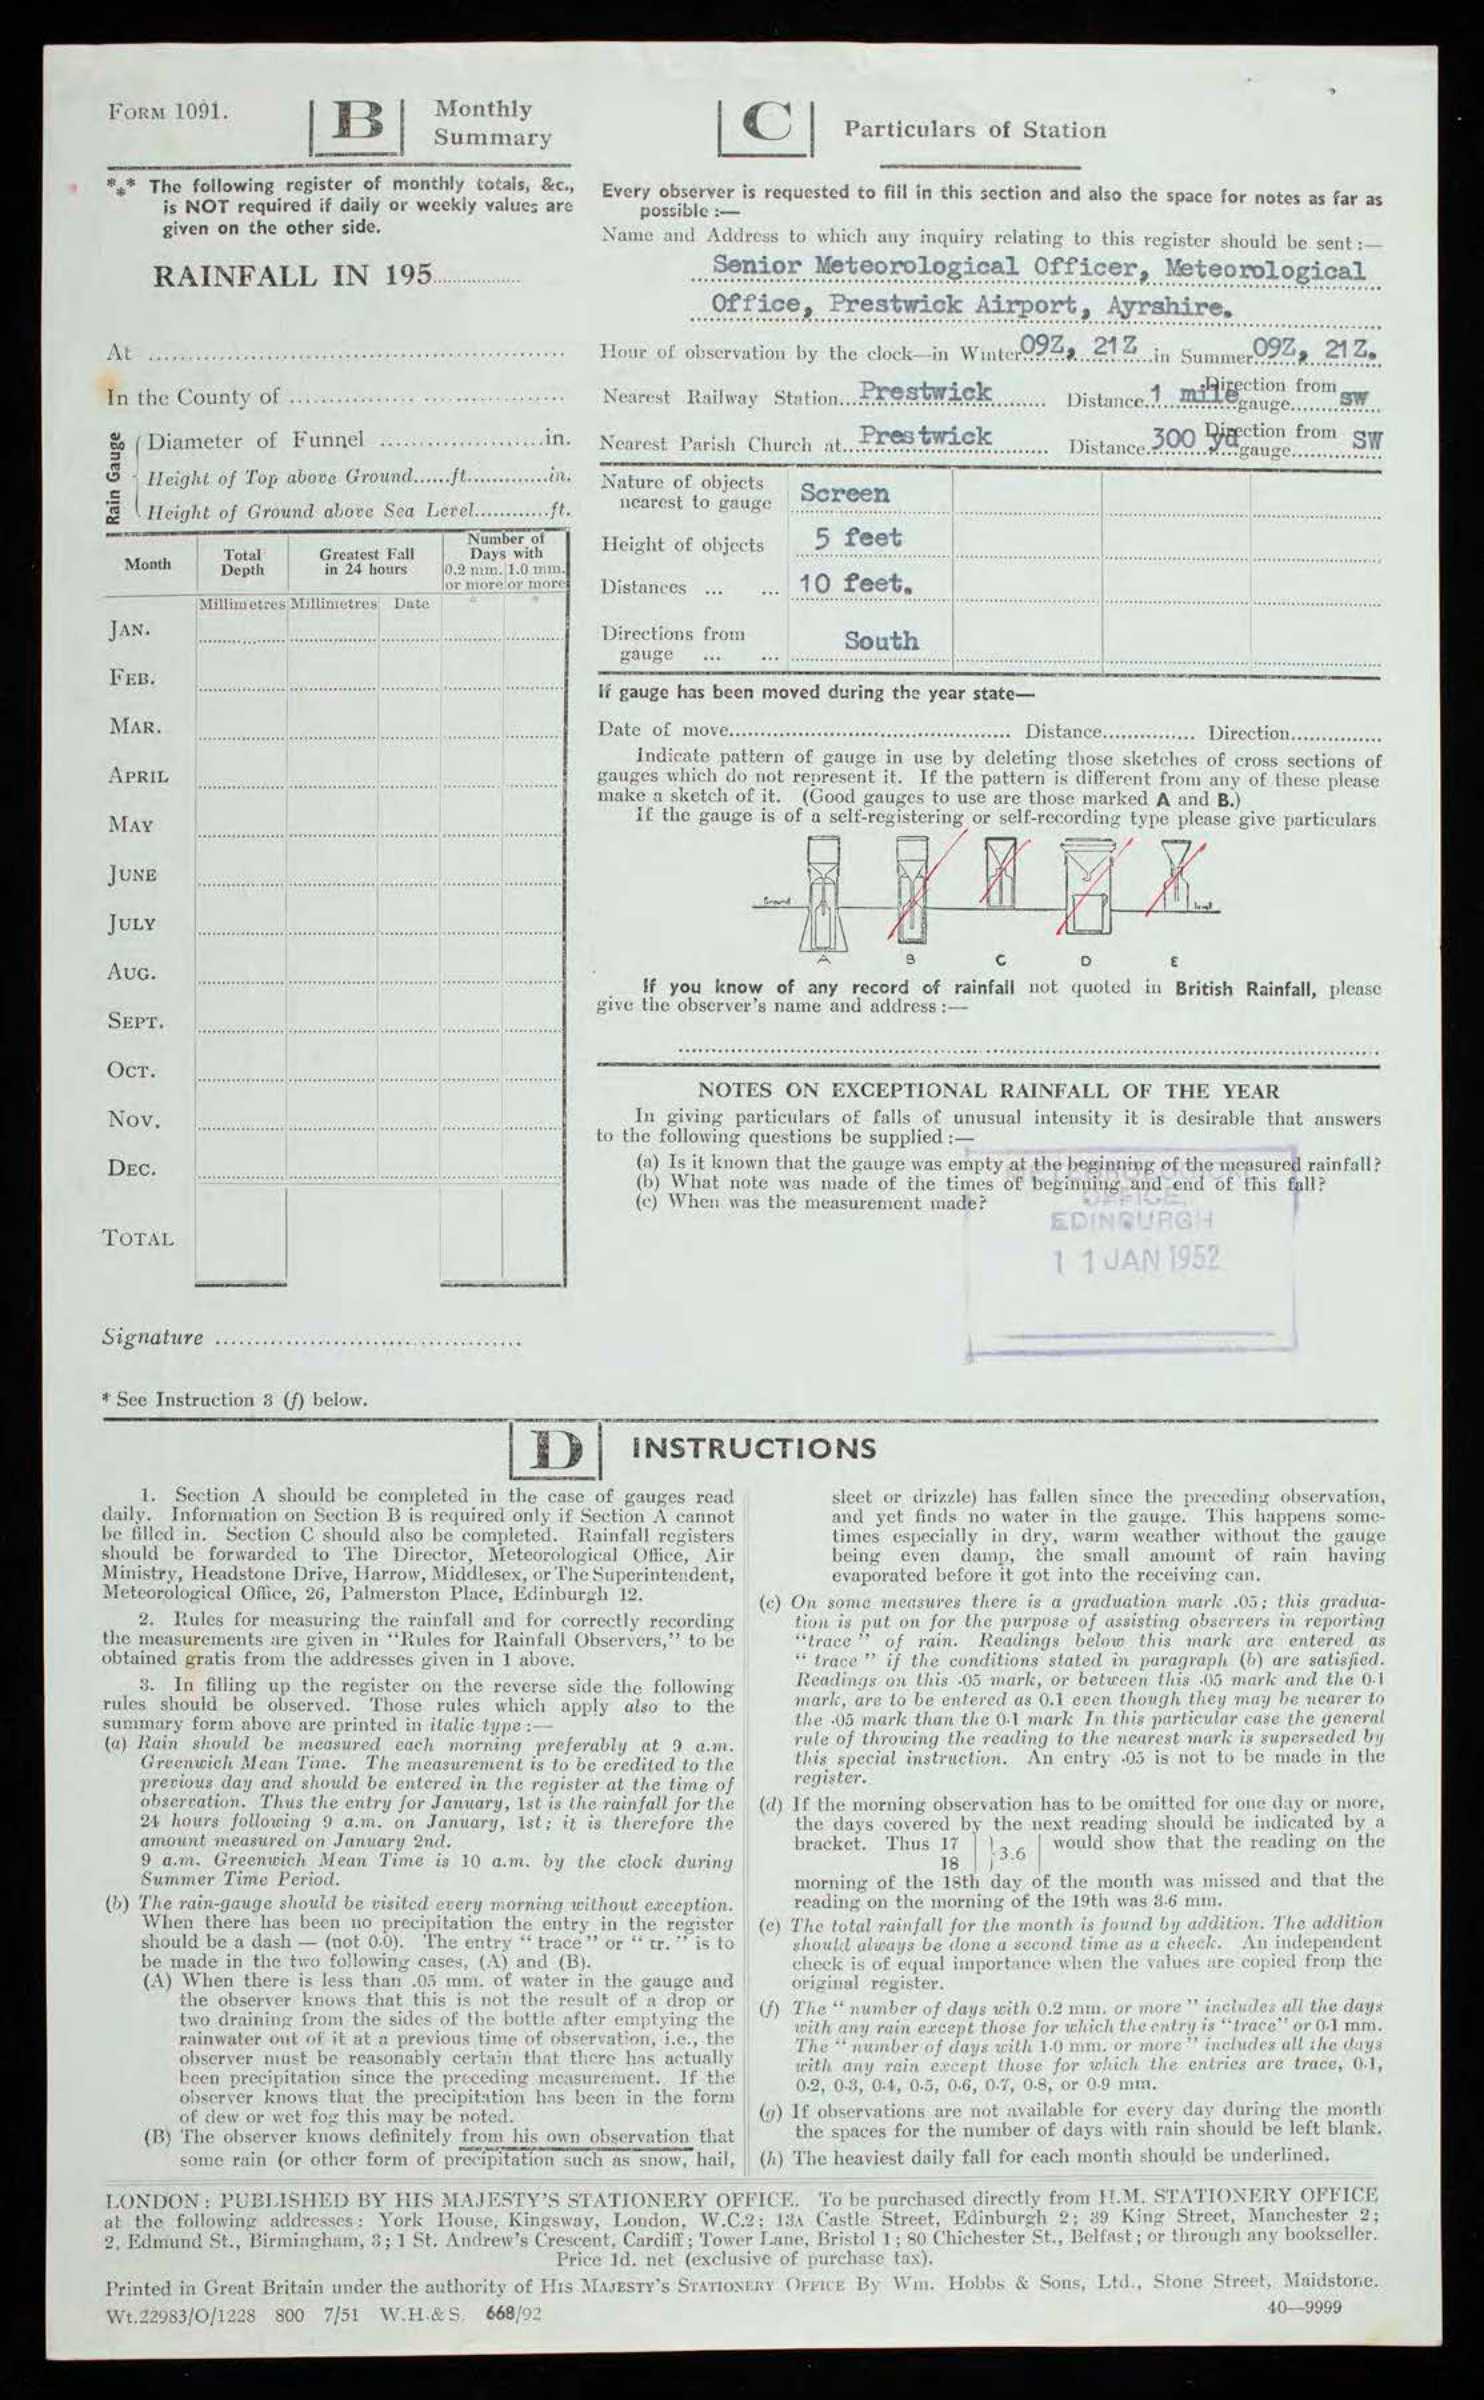 FORM 1091.
B
Monthly
Summary
*** The following register of monthly totals, &c.,
is NOT required if daily or weekly values are
given on the other side.
RAINFALL IN 195
At
In the County of
Rain Gauge
Diameter of Funnel in.
Height of Top above Ground......ft.............in.
Height of Ground above Sea Level............ft.
Month
Total Depth
Greatest Fall in 24 hours
Number of Days with
0.2 mm. or more
1.0 mm. or more
Millimetres Millimetres Date * *
JAN.
FEB.
MAR.
APRIL
MAY
JUNE
JULY
AUG.
SEPT.
OCT.
NOV.
DEC.
TOTAL
Signature
* See Instruction 3 (f) below.
C
Particulars of Station
Every observer is requested to fill in this section and also the space for notes as far as
possible :—
Name and Address to which any inquiry relating to this register should be sent :—
Senior Meteorological Officer, Meteorological
Office, Prestwick Airport, Ayrshire.
Hour of observation by the clock—in Winter 09Z, 21Z in Summer 09Z, 21Z.
Nearest Railway Station Prestwick Distance 1 mile Direction from gauge SW
Nearest Parish Church at Prestwick Distance 300 yd Direction from gauge SW
Nature of objects nearest to gauge Screen
Height of objects 5 feet
Distances ... ... 10 feet.
Directions from gauge ... ... South
If gauge has been moved during the year state—
Date of move Distance Direction
Indicate pattern of gauge in use by deleting those sketches of cross sections of
gauges which do not represent it. If the pattern is different from any of these please
make a sketch of it. (Good gauges to use are those marked A and B.)
If the gauge is of a self-registering or self-recording type please give particulars
Ground
level
A B C D E
If you know of any record of rainfall not quoted in British Rainfall, please
give the observer's name and address :—
NOTES ON EXCEPTIONAL RAINFALL OF THE YEAR
In giving particulars of falls of unusual intensity it is desirable that answers
to the following questions be supplied :—
(a) Is it known that the gauge was empty at the beginning of the measured rainfall?
(b) What note was made of the times of beginning and end of this fall?
(c) When was the measurement made?
OFFICE
EDINBURGH
11 JAN 1952
D
INSTRUCTIONS
1. Section A should be completed in the case of gauges read
daily. Information on Section B is required only if Section A cannot
be filled in. Section C should also be completed. Rainfall registers
should be forwarded to The Director, Meteorological Office, Air
Ministry, Headstone Drive, Harrow, Middlesex, or The Superintendent,
Meteorological Office, 26, Palmerston Place, Edinburgh 12.
2. Rules for measuring the rainfall and for correctly recording
the measurements are given in "Rules for Rainfall Observers," to be
obtained gratis from the addresses given in 1 above.
3. In filling up the register on the reverse side the following
rules should be observed. Those rules which apply also to the
summary form above are printed in italic type :—
(a) Rain should be measured each morning preferably at 9 a.m.
Greenwich Mean Time. The measurement is to be credited to the
previous day and should be entered in the register at the time of
observation. Thus the entry for January, 1st is the rainfall for the
24 hours following 9 a.m. on January, 1st; it is therefore the
amount measured on January 2nd.
9 a.m. Greenwich Mean Time is 10 a.m. by the clock during
Summer Time Period.
(b) The rain-gauge should be visited every morning without exception.
When there has been no precipitation the entry in the register
should be a dash — (not 0.0). The entry " trace " or " tr. " is to
be made in the two following cases, (A) and (B).
(A) When there is less than .05 mm. of water in the gauge and
the observer knows that this is not the result of a drop or
two draining from the sides of the bottle after emptying the
rainwater out of it at a previous time of observation, i.e., the
observer must be reasonably certain that there has actually
been precipitation since the preceding measurement. If the
observer knows that the precipitation has been in the form
of dew or wet fog this may be noted.
(B) The observer knows definitely from his own observation that
some rain (or other form of precipitation such as snow, hail,
sleet or drizzle) has fallen since the preceding observation,
and yet finds no water in the gauge. This happens some-
times especially in dry, warm weather without the gauge
being even damp, the small amount of rain having
evaporated before it got into the receiving can.
(c) On some measures there is a graduation mark .05; this gradua-
tion is put on for the purpose of assisting observers in reporting
"trace" of rain. Readings below this mark are entered as
" trace " if the conditions stated in paragraph (b) are satisfied.
Readings on this .05 mark, or between this .05 mark and the 0.1
mark, are to be entered as 0.1 even though they may be nearer to
the .05 mark than the 0.1 mark In this particular case the general
rule of throwing the reading to the nearest mark is superseded by
this special instruction. An entry .05 is not to be made in the
register.
(d) If the morning observation has to be omitted for one day or more,
the days covered by the next reading should be indicated by a
bracket. Thus 17 | } 3.6 | would show that the reading on the
18 |
morning of the 18th day of the month was missed and that the
reading on the morning of the 19th was 3.6 mm.
(e) The total rainfall for the month is found by addition. The addition
should always be done a second time as a check. An independent
check is of equal importance when the values are copied from the
original register.
(f) The " number of days with 0.2 mm. or more " includes all the days
with any rain except those for which the entry is "trace" or 0.1 mm.
The " number of days with 1.0 mm. or more " includes all the days
with any rain except those for which the entries are trace, 0.1,
0.2, 0.3, 0.4, 0.5, 0.6, 0.7, 0.8, or 0.9 mm.
(g) If observations are not available for every day during the month
the spaces for the number of days with rain should be left blank.
(h) The heaviest daily fall for each month should be underlined.
LONDON : PUBLISHED BY HIS MAJESTY'S STATIONERY OFFICE. To be purchased directly from H.M. STATIONERY OFFICE
at the following addresses : York House, Kingsway, London, W.C.2; 13A Castle Street, Edinburgh 2; 39 King Street, Manchester 2;
2, Edmund St., Birmingham, 3; 1 St. Andrew's Crescent, Cardiff; Tower Lane, Bristol 1; 80 Chichester St., Belfast; or through any bookseller.
Price 1d. net (exclusive of purchase tax).
Printed in Great Britain under the authority of HIS MAJESTY'S STATIONERY OFFICE By Wm. Hobbs & Sons, Ltd., Stone Street, Maidstone.
Wt.22983/O/1228 800 7/51 W.H.& S. 668/92
40—9999